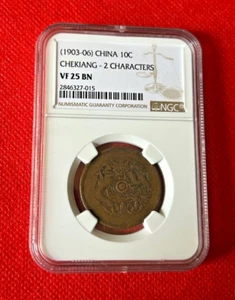 (1903-06) CHINA 10C
CHEKIANG - 2 CHARACTERS
VF 25 BN
2846327-015
NUMISMATIC GUARANTY CORPORATION
NGC